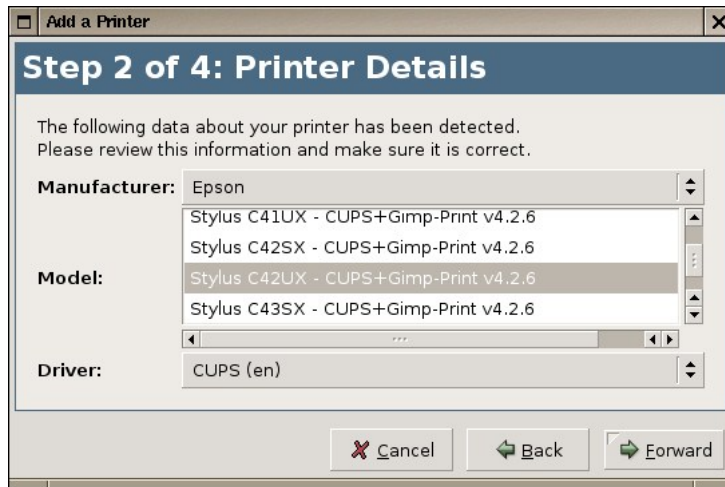 Add a Printer
Step 2 of 4: Printer Details
The following data about your printer has been detected.
Please review this information and make sure it is correct.
Manufacturer: Epson
Stylus C41UX - CUPS+Gimp-Print v4.2.6
Stylus C42SX - CUPS+Gimp-Print v4.2.6
Model: Stylus C42UX - CUPS+Gimp-Print v4.2.6
Stylus C43SX - CUPS+Gimp-Print v4.2.6
Driver: CUPS (en)
Cancel Back Forward